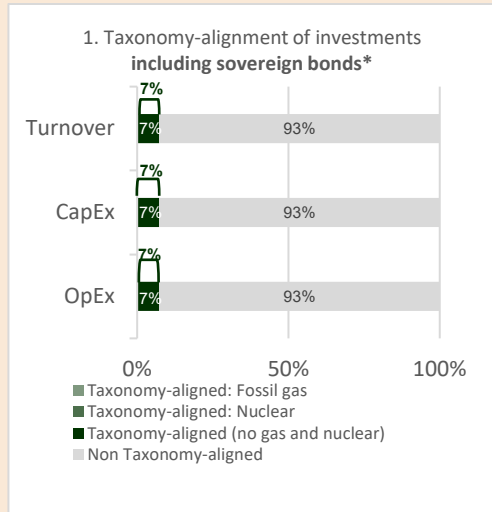 1. Taxonomy-alignment of investments
including sovereign bonds*
7%
Turnover 7% 93%
7%
CapEx 7% 93%
7%
OpEx 7% 93%
0% 50% 100%
Taxonomy-aligned: Fossil gas
Taxonomy-aligned: Nuclear
Taxonomy-aligned (no gas and nuclear)
Non Taxonomy-aligned